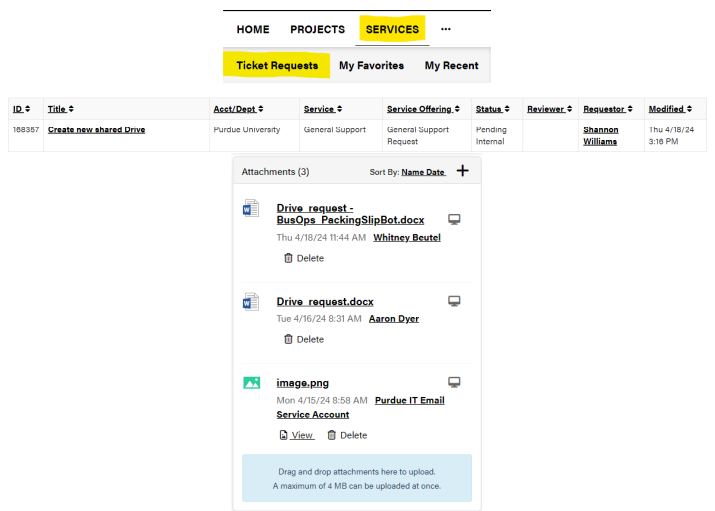 HOME PROJECTS SERVICES ...
Ticket Requests My Favorites My Recent
ID Title Acct/Dept Service Service Offering Status Reviewer Requestor Modified
168357 Create new shared Drive Purdue University General Support General Support Pending Shannon Thu 4/18/24
Request Internal Williams 3:16 PM
Attachments (3) Sort By: Name Date +
Drive_request -
BusOps_PackingSlipBot.docx
Thu 4/18/24 11:44 AM Whitney Beutel
Delete
Drive_request.docx
Tue 4/16/24 8:31 AM Aaron Dyer
Delete
image.png
Mon 4/15/24 8:58 AM Purdue IT Email
Service Account
View Delete
Drag and drop attachments here to upload.
A maximum of 4 MB can be uploaded at once.